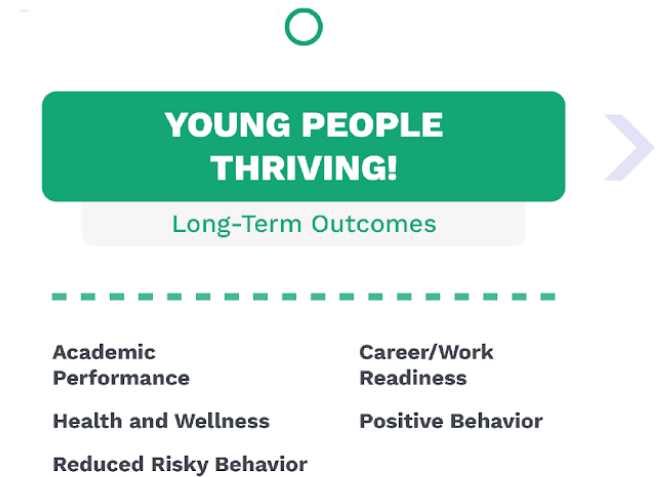 YOUNG PEOPLE
THRIVING!
Long-Term Outcomes
Academic
Performance
Health and Wellness
Reduced Risky Behavior
Career/Work
Readiness
Positive Behavior